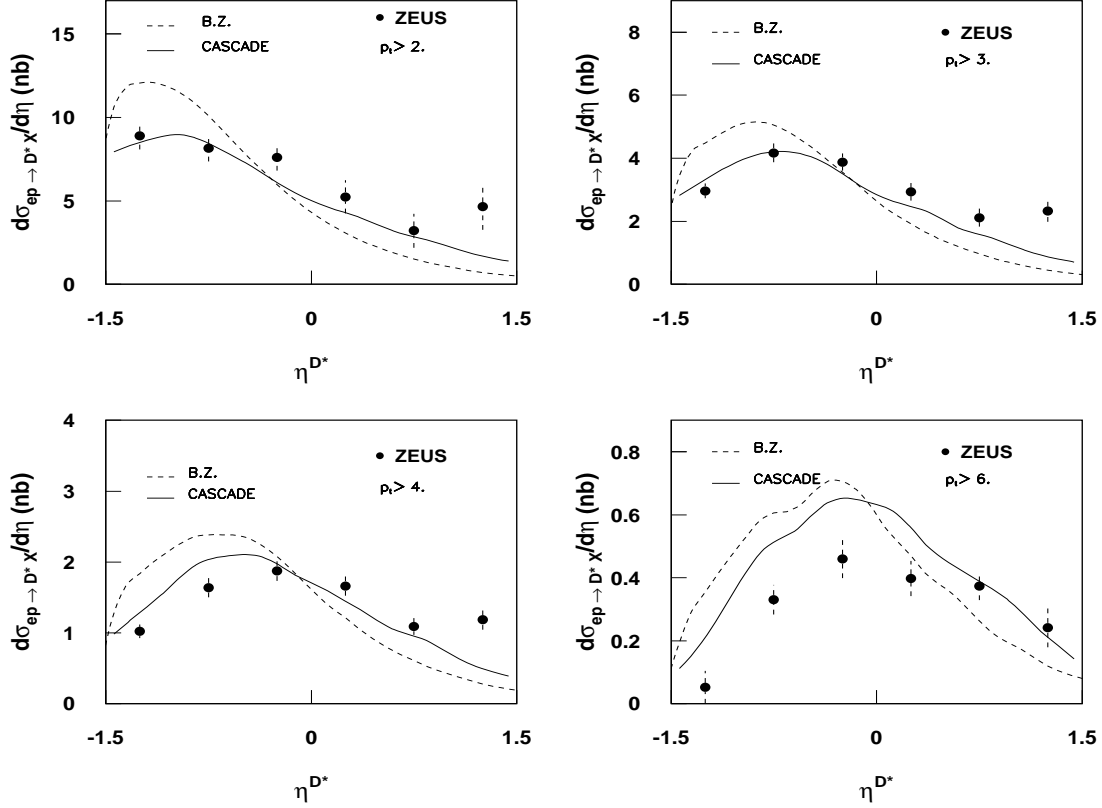 dσep → D* X/dη (nb)
15
10
5
0
B.Z.
CASCADE
ZEUS
pt> 2.
-1.5
0
1.5
ηD*
dσep → D* X/dη (nb)
8
6
4
2
0
B.Z.
CASCADE
ZEUS
pt> 3.
-1.5
0
1.5
ηD*
dσep → D* X/dη (nb)
4
3
2
1
0
B.Z.
CASCADE
ZEUS
pt> 4.
-1.5
0
1.5
ηD*
dσep → D* X/dη (nb)
0.8
0.6
0.4
0.2
0
B.Z.
CASCADE
ZEUS
pt> 6.
-1.5
0
1.5
ηD*